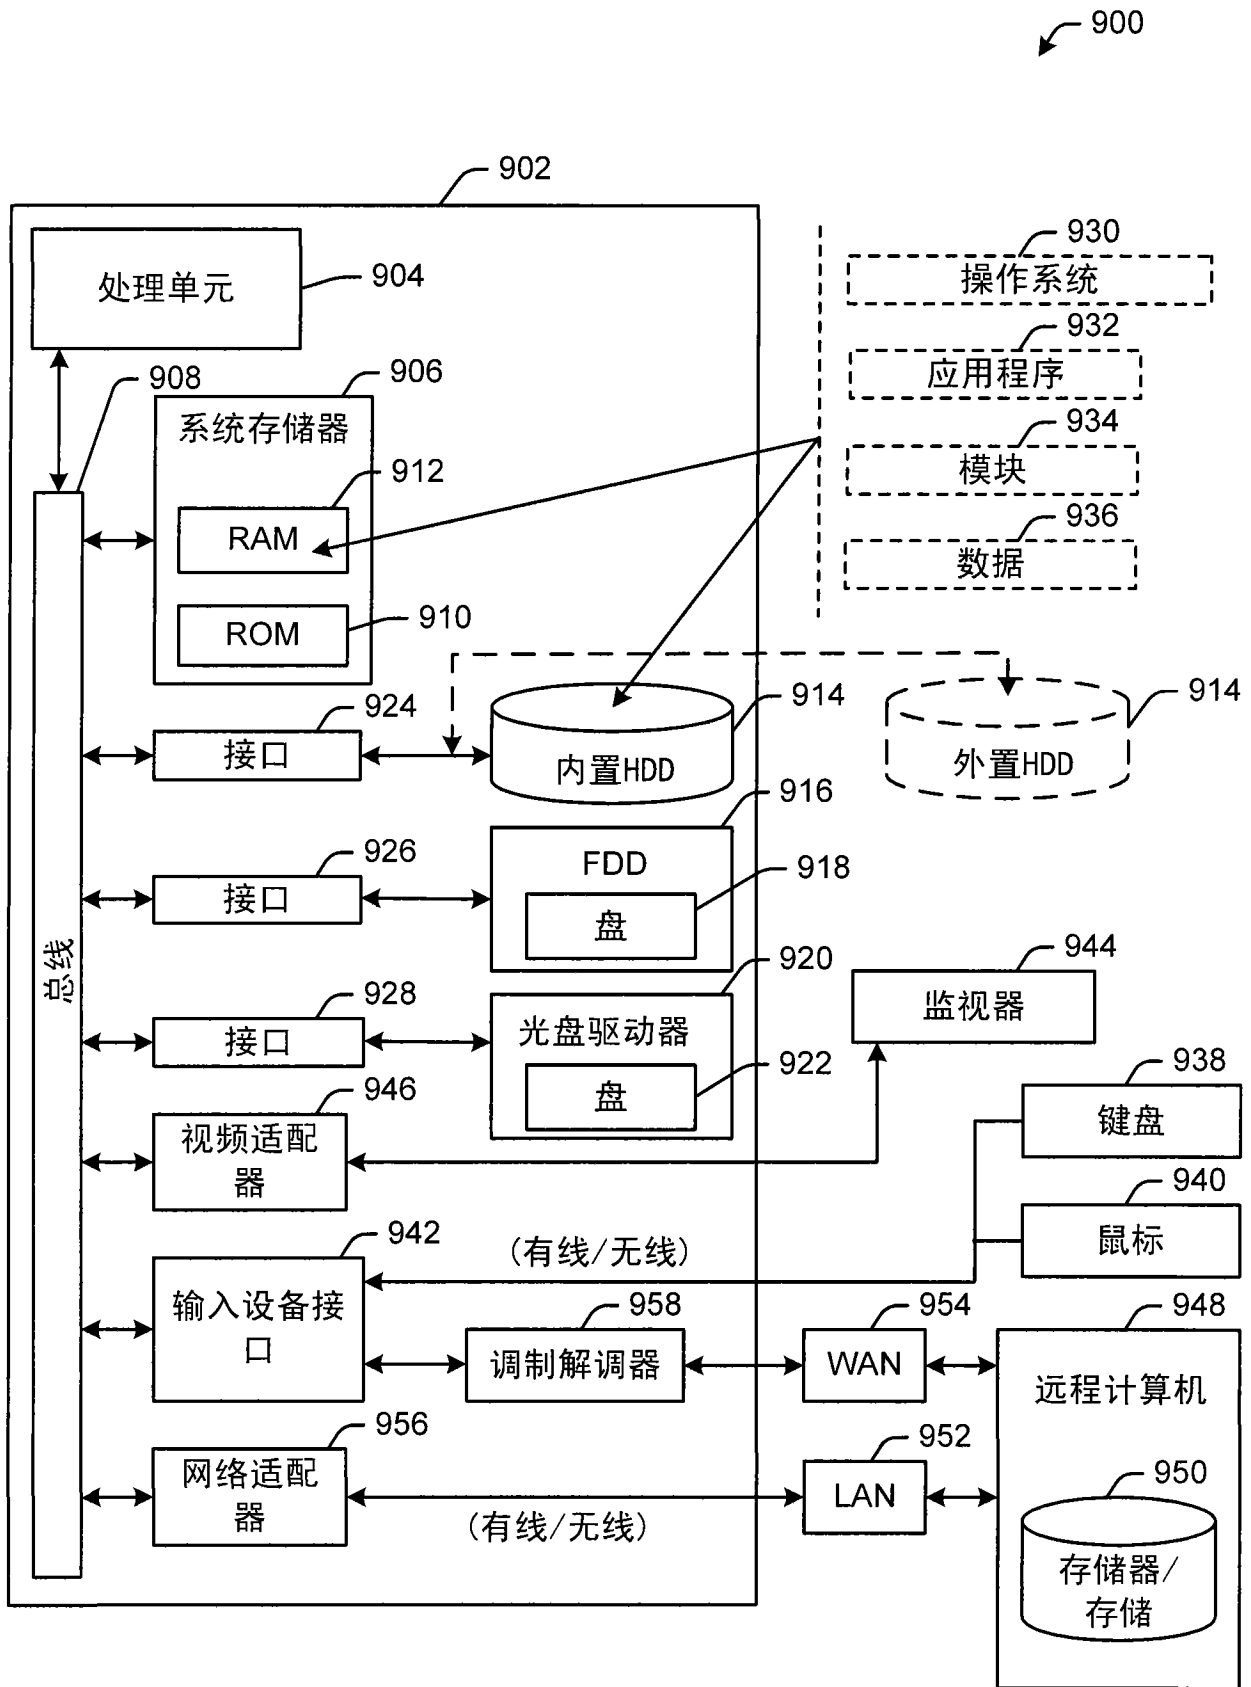 900
902
处理单元
904
930
操作系统
932
应用程序
934
模块
936
数据
908
906
系统存储器
912
RAM
910
ROM
924
接口
914
内置HDD
914
外置HDD
916
FDD
926
接口
918
盘
总线
920
光盘驱动器
928
接口
922
盘
944
监视器
946
视频适配
器
938
键盘
940
鼠标
942
输入设备接
口
(有线/无线)
958
调制解调器
954
WAN
948
远程计算机
956
网络适配
器
(有线/无线)
952
LAN
950
存储器/
存储